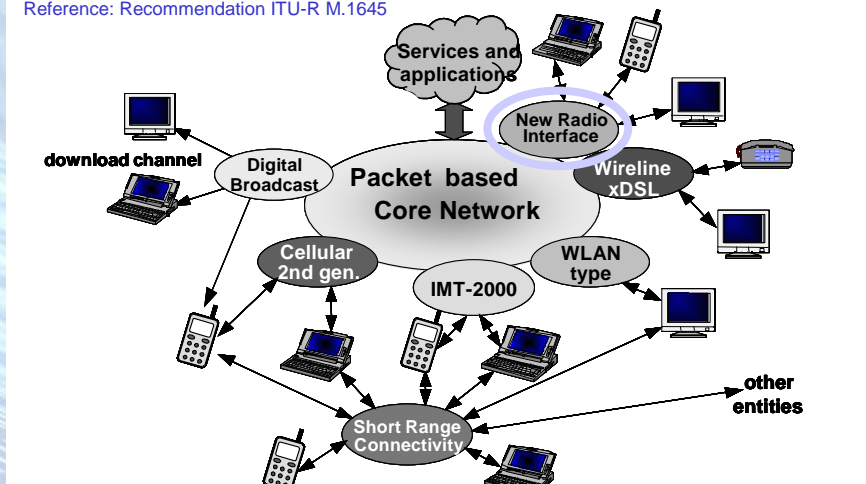 Reference: Recommendation ITU-R M.1645
Services and
applications
New Radio
Interface
download channel
Digital
Broadcast
Packet based
Core Network
Wireline
xDSL
Cellular
2nd gen.
WLAN
type
IMT-2000
other
entities
Short Range
Connectivity